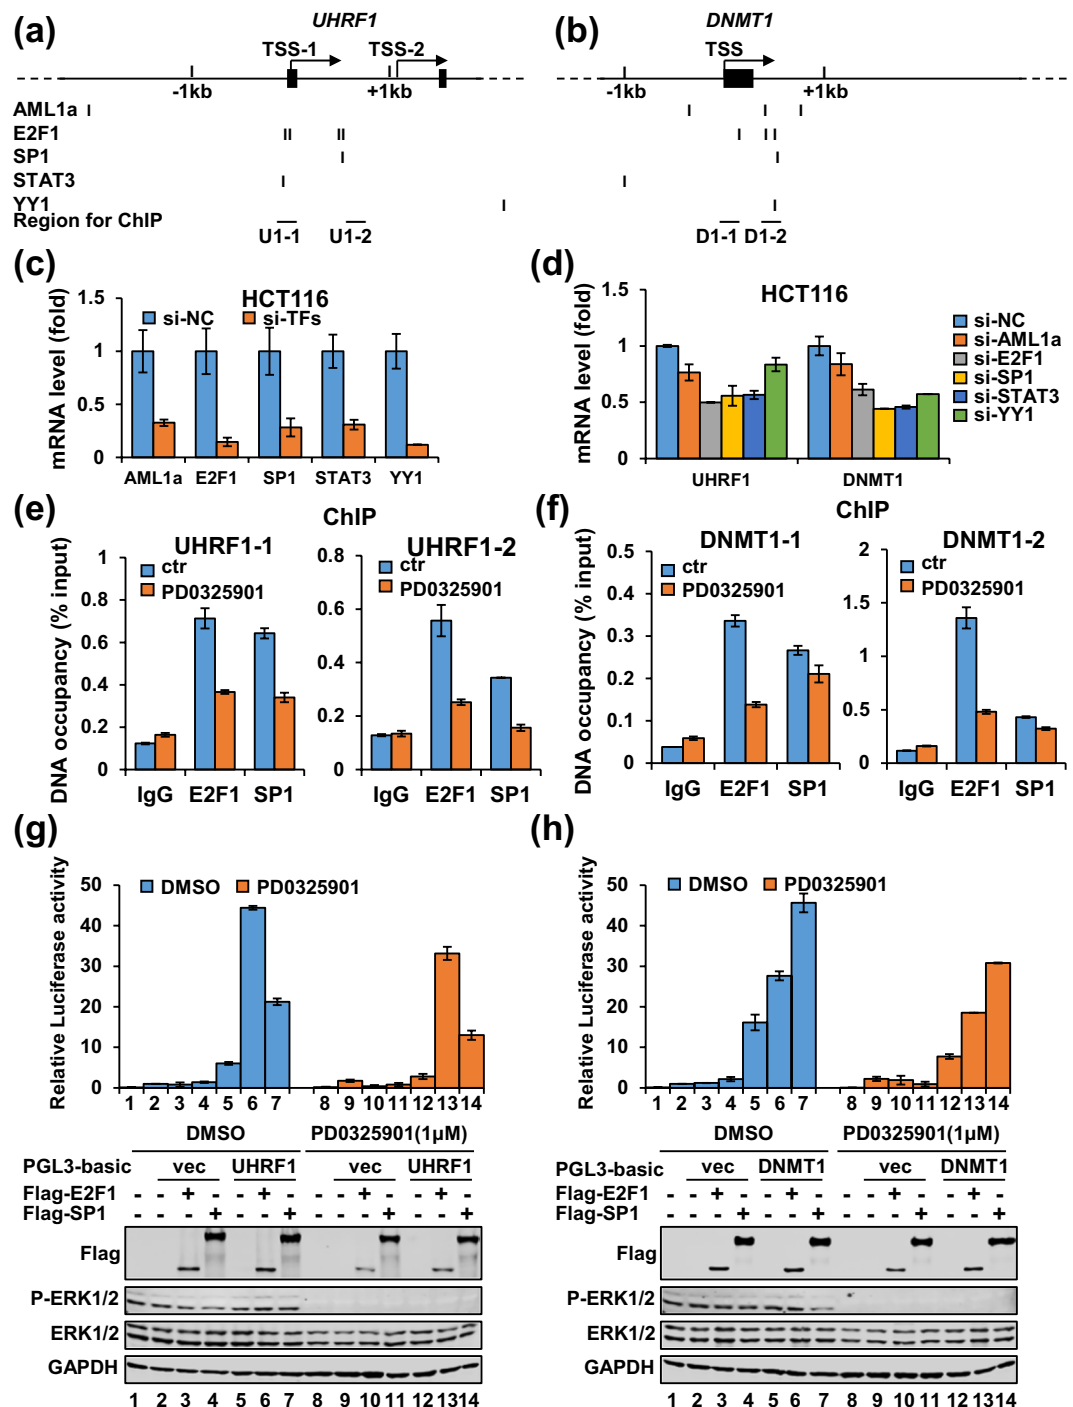 (a)
UHRF1
TSS-1
TSS-2
-1kb
+1kb
(b)
DNMT1
TSS
-1kb
+1kb
AML1a
E2F1
SP1
STAT3
YY1
Region for ChIP
U1-1
U1-2
D1-1
D1-2
(c)
HCT116
si-NC
si-TFs
mRNA level (fold)
1.5
1
0.5
0
AML1a
E2F1
SP1
STAT3
YY1
(d)
HCT116
mRNA level (fold)
1.5
1
0.5
0
UHRF1
DNMT1
si-NC
si-AML1a
si-E2F1
si-SP1
si-STAT3
si-YY1
(e)
ChIP
UHRF1-1
ctr
PD0325901
DNA occupancy (% input)
1
0.8
0.6
0.4
0.2
0
IgG
E2F1
SP1
UHRF1-2
ctr
PD0325901
0.8
0.6
0.4
0.2
0
IgG
E2F1
SP1
(f)
ChIP
DNMT1-1
ctr
PD0325901
DNA occupancy (% input)
0.5
0.4
0.3
0.2
0.1
0
IgG
E2F1
SP1
DNMT1-2
ctr
PD0325901
2
1.5
1
0.5
0
IgG
E2F1
SP1
(g)
DMSO
PD0325901
Relative Luciferase activity
50
40
30
20
10
0
1 2 3 4 5 6 7 8 9 10 11 12 13 14
DMSO
PD0325901(1μM)
PGL3-basic vec UHRF1 vec UHRF1
Flag-E2F1 - - + - - + - - - + - - + -
Flag-SP1 - - - + - - + - - - + - - +
Flag
P-ERK1/2
ERK1/2
GAPDH
1 2 3 4 5 6 7 8 9 10 11 12 13 14
(h)
DMSO
PD0325901
Relative Luciferase activity
50
40
30
20
10
0
1 2 3 4 5 6 7 8 9 10 11 12 13 14
DMSO
PD0325901(1μM)
PGL3-basic vec DNMT1 vec DNMT1
Flag-E2F1 - - + - - + - - - + - - + -
Flag-SP1 - - - + - - + - - - + - - +
Flag
P-ERK1/2
ERK1/2
GAPDH
1 2 3 4 5 6 7 8 9 10 11 12 13 14